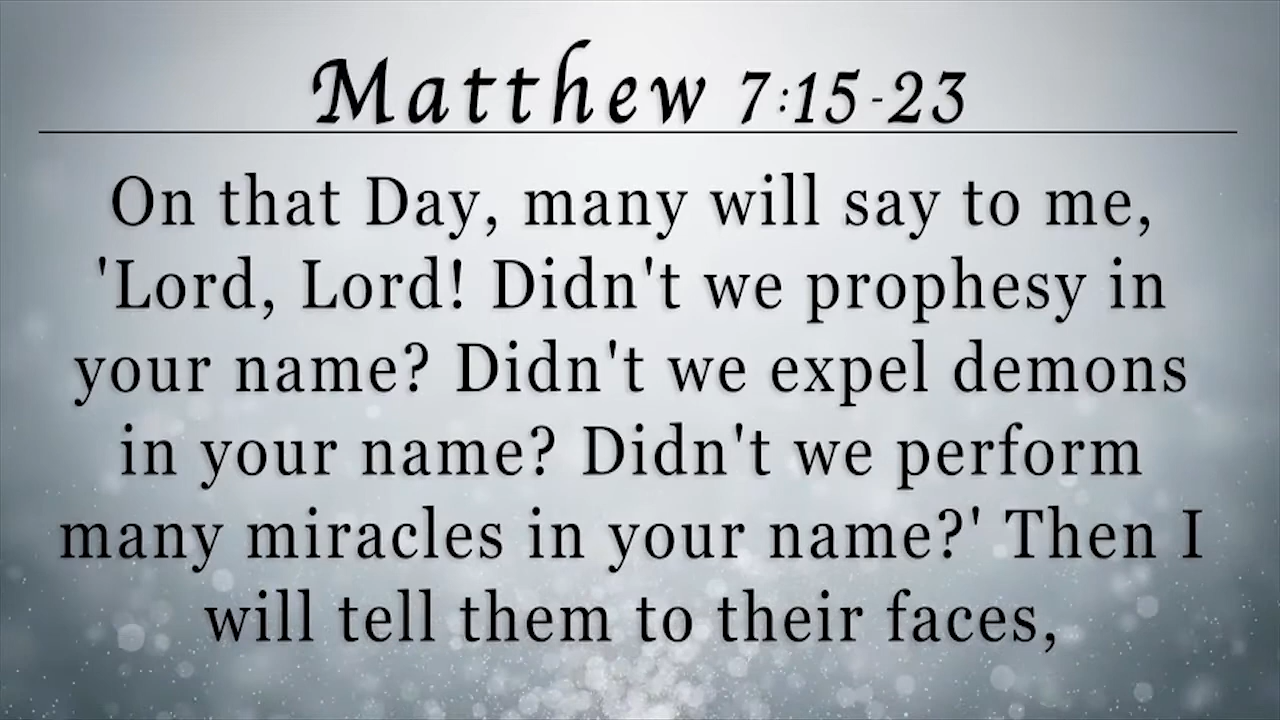 Matthew 7:15-23
On that Day, many will say to me,
'Lord, Lord! Didn't we prophesy in
your name? Didn't we expel demons
in your name? Didn't we perform
many miracles in your name?' Then I
will tell them to their faces,